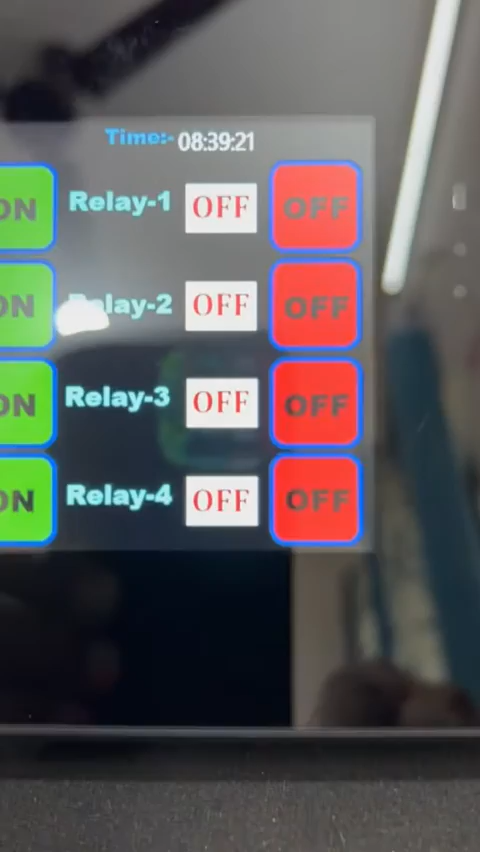 Time:- 08:39:21
ON Relay-1 OFF OFF
ON Relay-2 OFF OFF
ON Relay-3 OFF OFF
ON Relay-4 OFF OFF